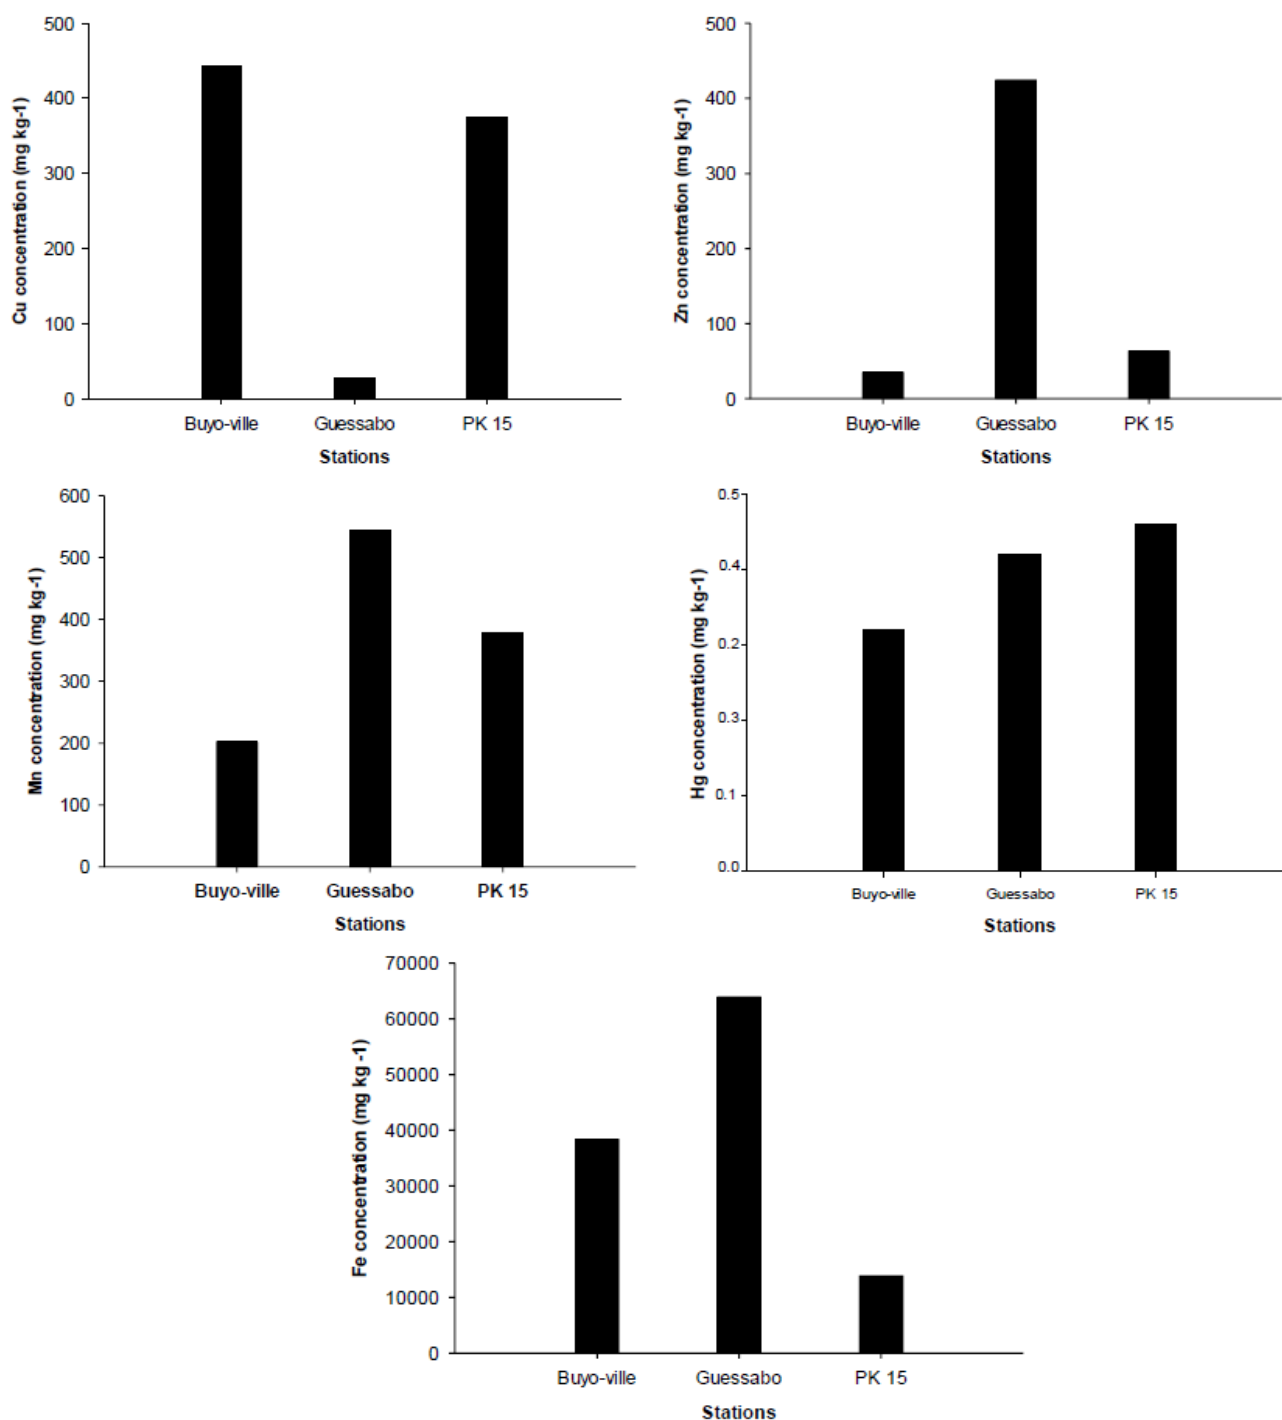 500
400
300
200
100
0
Cu concentration (mg kg-1)
Buyo-ville Guessabo PK 15
Stations
500
400
300
200
100
0
Zn concentration (mg kg-1)
Buyo-ville Guessabo PK 15
Stations
600
500
400
300
200
100
0
Mn concentration (mg kg-1)
Buyo-ville Guessabo PK 15
Stations
0.5
0.4
0.2
0.3
0.1
0.0
Hg concentration (mg kg-1)
Buyo-ville Guessabo PK 15
Stations
70000
60000
50000
40000
30000
20000
10000
0
Fe concentration (mg kg -1)
Buyo-ville Guessabo PK 15
Stations